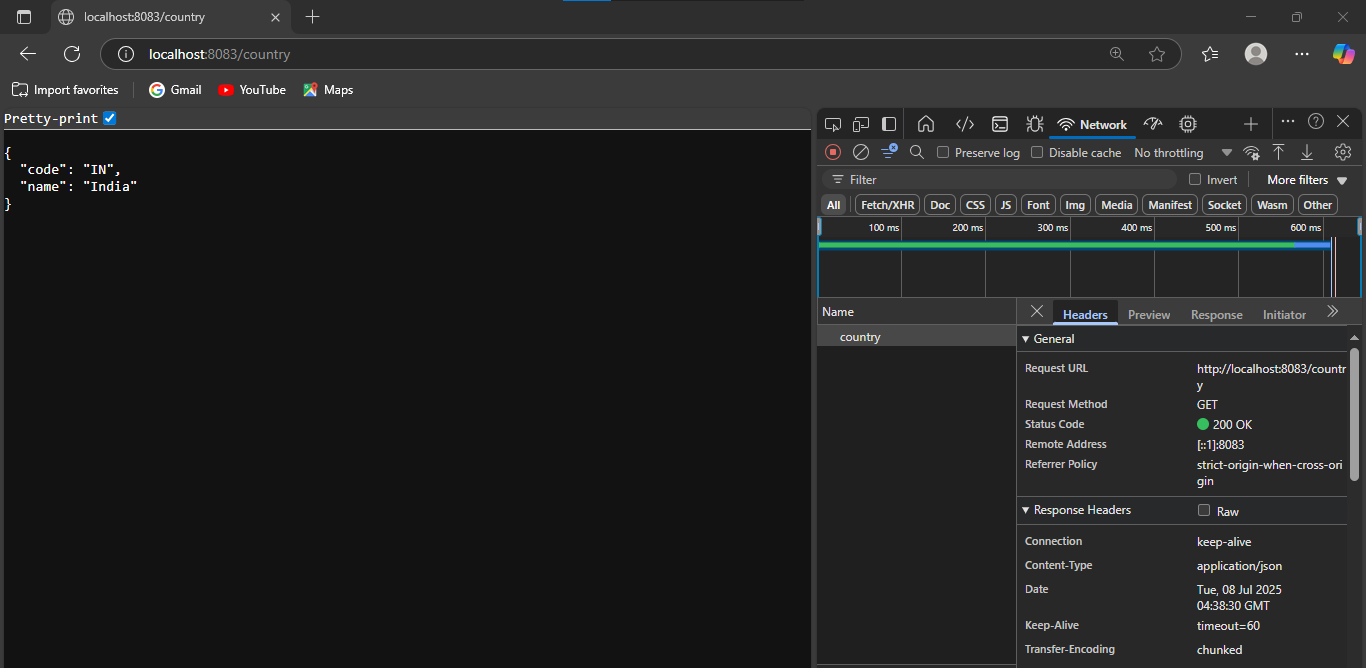 localhost:8083/country
localhost:8083/country
Import favorites
Gmail
YouTube
Maps
Pretty-print
{
  "code": "IN",
  "name": "India"
}
Network
Preserve log
Disable cache
No throttling
Filter
Invert
More filters
All
Fetch/XHR
Doc
CSS
JS
Font
Img
Media
Manifest
Socket
Wasm
Other
100 ms
200 ms
300 ms
400 ms
500 ms
600 ms
Name
country
Headers
Preview
Response
Initiator
General
Request URL
http://localhost:8083/countr
y
Request Method
GET
Status Code
200 OK
Remote Address
[::1]:8083
Referrer Policy
strict-origin-when-cross-ori
gin
Response Headers
Raw
Connection
keep-alive
Content-Type
application/json
Date
Tue, 08 Jul 2025
04:38:30 GMT
Keep-Alive
timeout=60
Transfer-Encoding
chunked